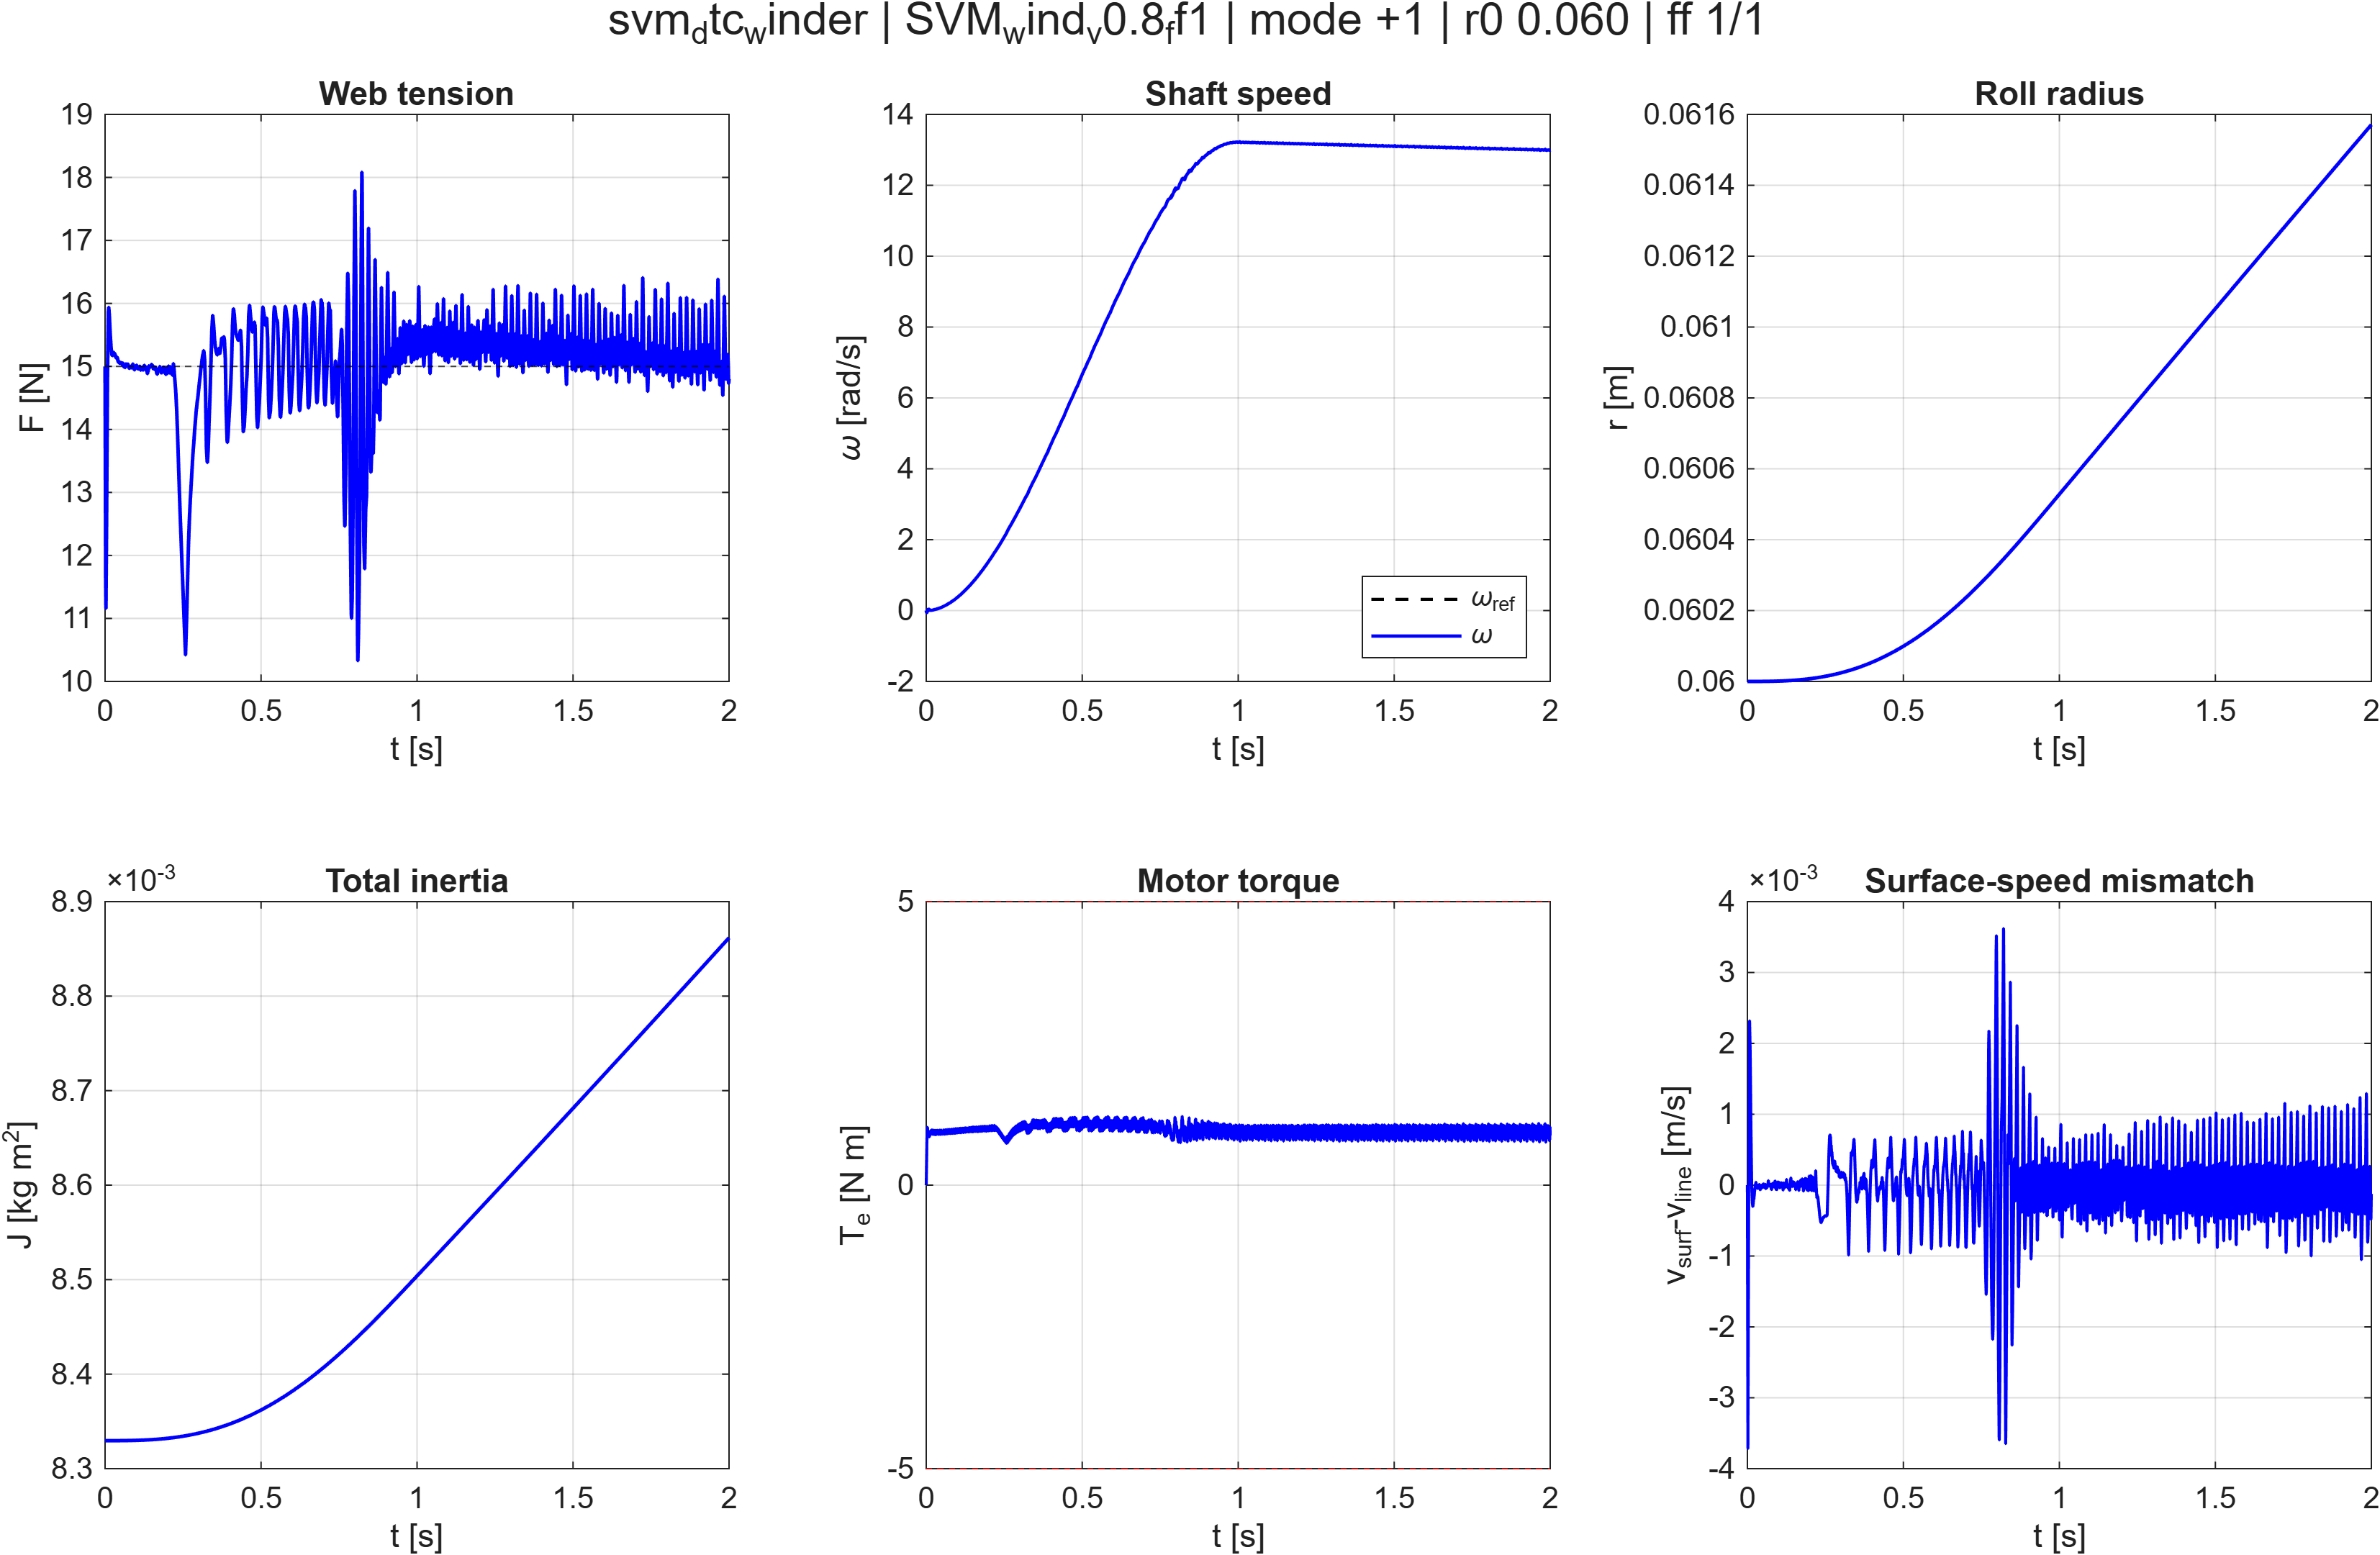 svm_dtc_winder | SVM_wind_v0.8_ff1 | mode +1 | r0 0.060 | ff 1/1
Web tension
19
18
17
16
15
14
13
12
11
10
F [N]
0 0.5 1 1.5 2
t [s]
Shaft speed
14
12
10
8
6
4
2
0
-2
ω [rad/s]
ω_ref
ω
0 0.5 1 1.5 2
t [s]
Roll radius
0.0616
0.0614
0.0612
0.061
0.0608
0.0606
0.0604
0.0602
0.06
r [m]
0 0.5 1 1.5 2
t [s]
×10^-3
Total inertia
8.9
8.8
8.7
8.6
8.5
8.4
8.3
J [kg m^2]
0 0.5 1 1.5 2
t [s]
Motor torque
5
0
-5
T_e [N m]
0 0.5 1 1.5 2
t [s]
×10^-3
Surface-speed mismatch
4
3
2
1
0
-1
-2
-3
-4
v_surf-v_line [m/s]
0 0.5 1 1.5 2
t [s]